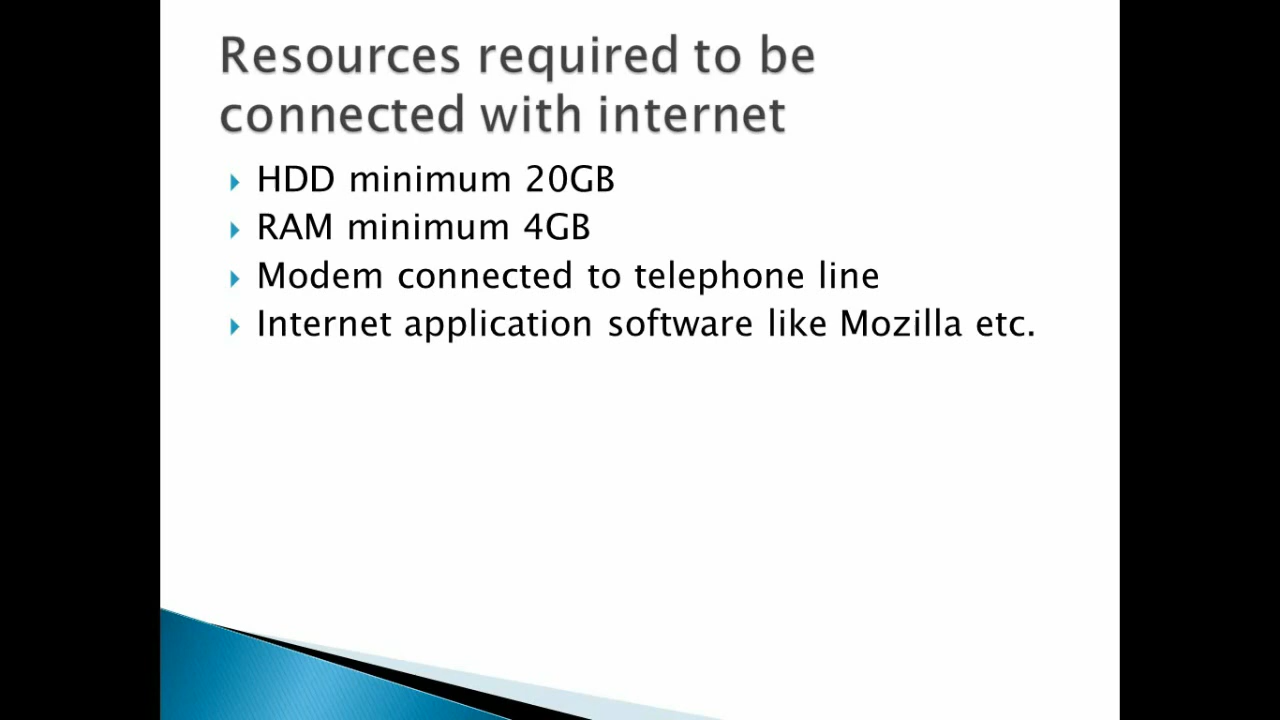 Resources required to be
connected with internet
HDD minimum 20GB
RAM minimum 4GB
Modem connected to telephone line
Internet application software like Mozilla etc.